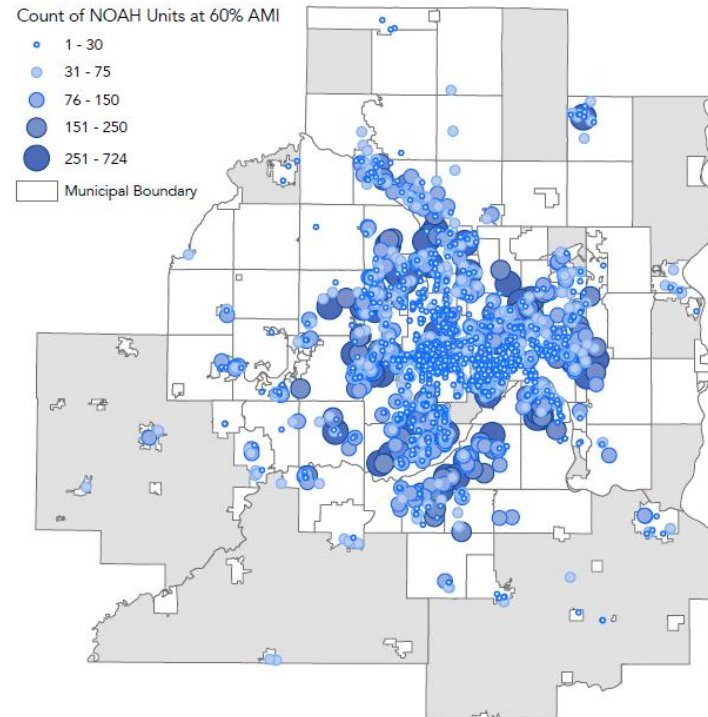 Count of NOAH Units at 60% AMI
1 - 30
31 - 75
76 - 150
151 - 250
251 - 724
Municipal Boundary